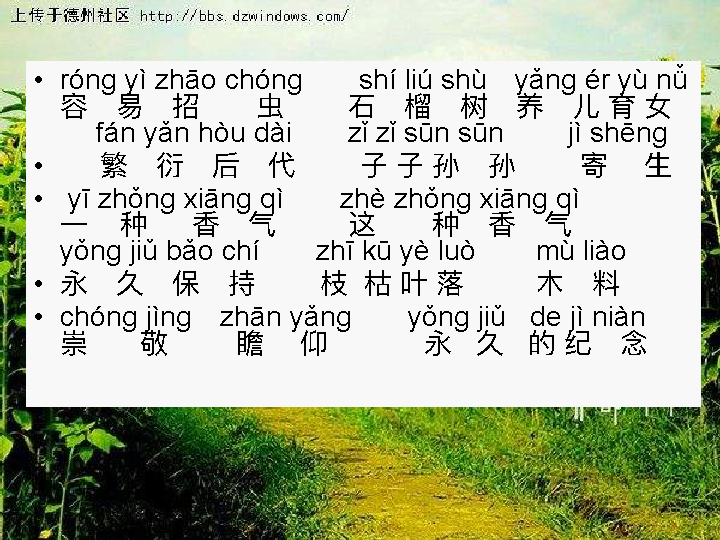 上传于德州社区 http://bbs.dzwindows.com/
• róng yì zhāo chóng shí liú shù yǎng ér yù nǚ
容 易 招 虫 石 榴 树 养 儿 育 女
fán yǎn hòu dài zǐ zǐ sūn sūn jì shēng
• 繁 衍 后 代 子 子 孙 孙 寄 生
• yī zhǒng xiāng qì zhè zhǒng xiāng qì
一 种 香 气 这 种 香 气
yǒng jiǔ bǎo chí zhī kū yè luò mù liào
• 永 久 保 持 枝 枯 叶 落 木 料
• chóng jìng zhān yǎng yǒng jiǔ de jì niàn
崇 敬 瞻 仰 永 久 的 纪 念